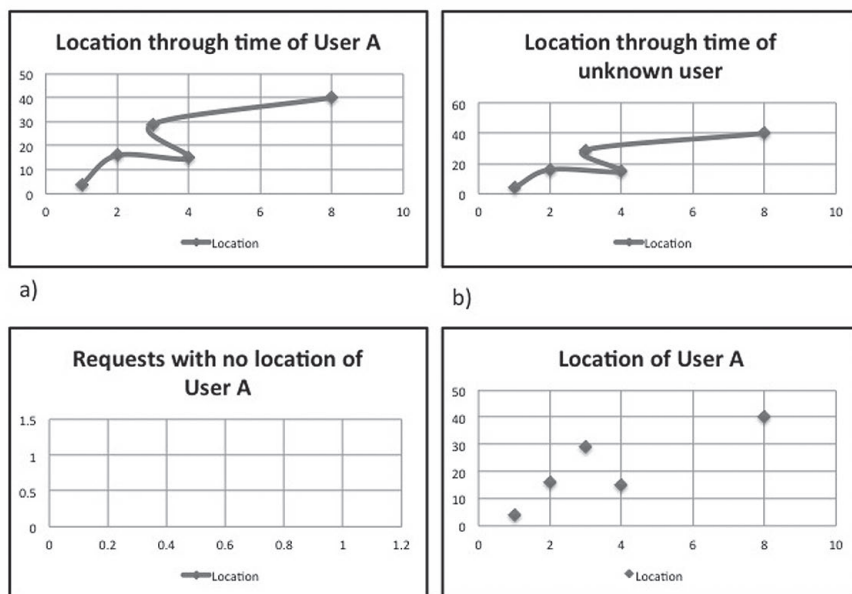 Location through time of User A
50
40
30
20
10
0
0 2 4 6 8 10
Location
a)
Location through time of
unknown user
60
40
20
0
0 2 4 6 8 10
Location
b)
Requests with no location of
User A
1.5
1
0.5
0
0 0.2 0.4 0.6 0.8 1 1.2
Location
Location of User A
50
40
30
20
10
0
0 2 4 6 8 10
Location